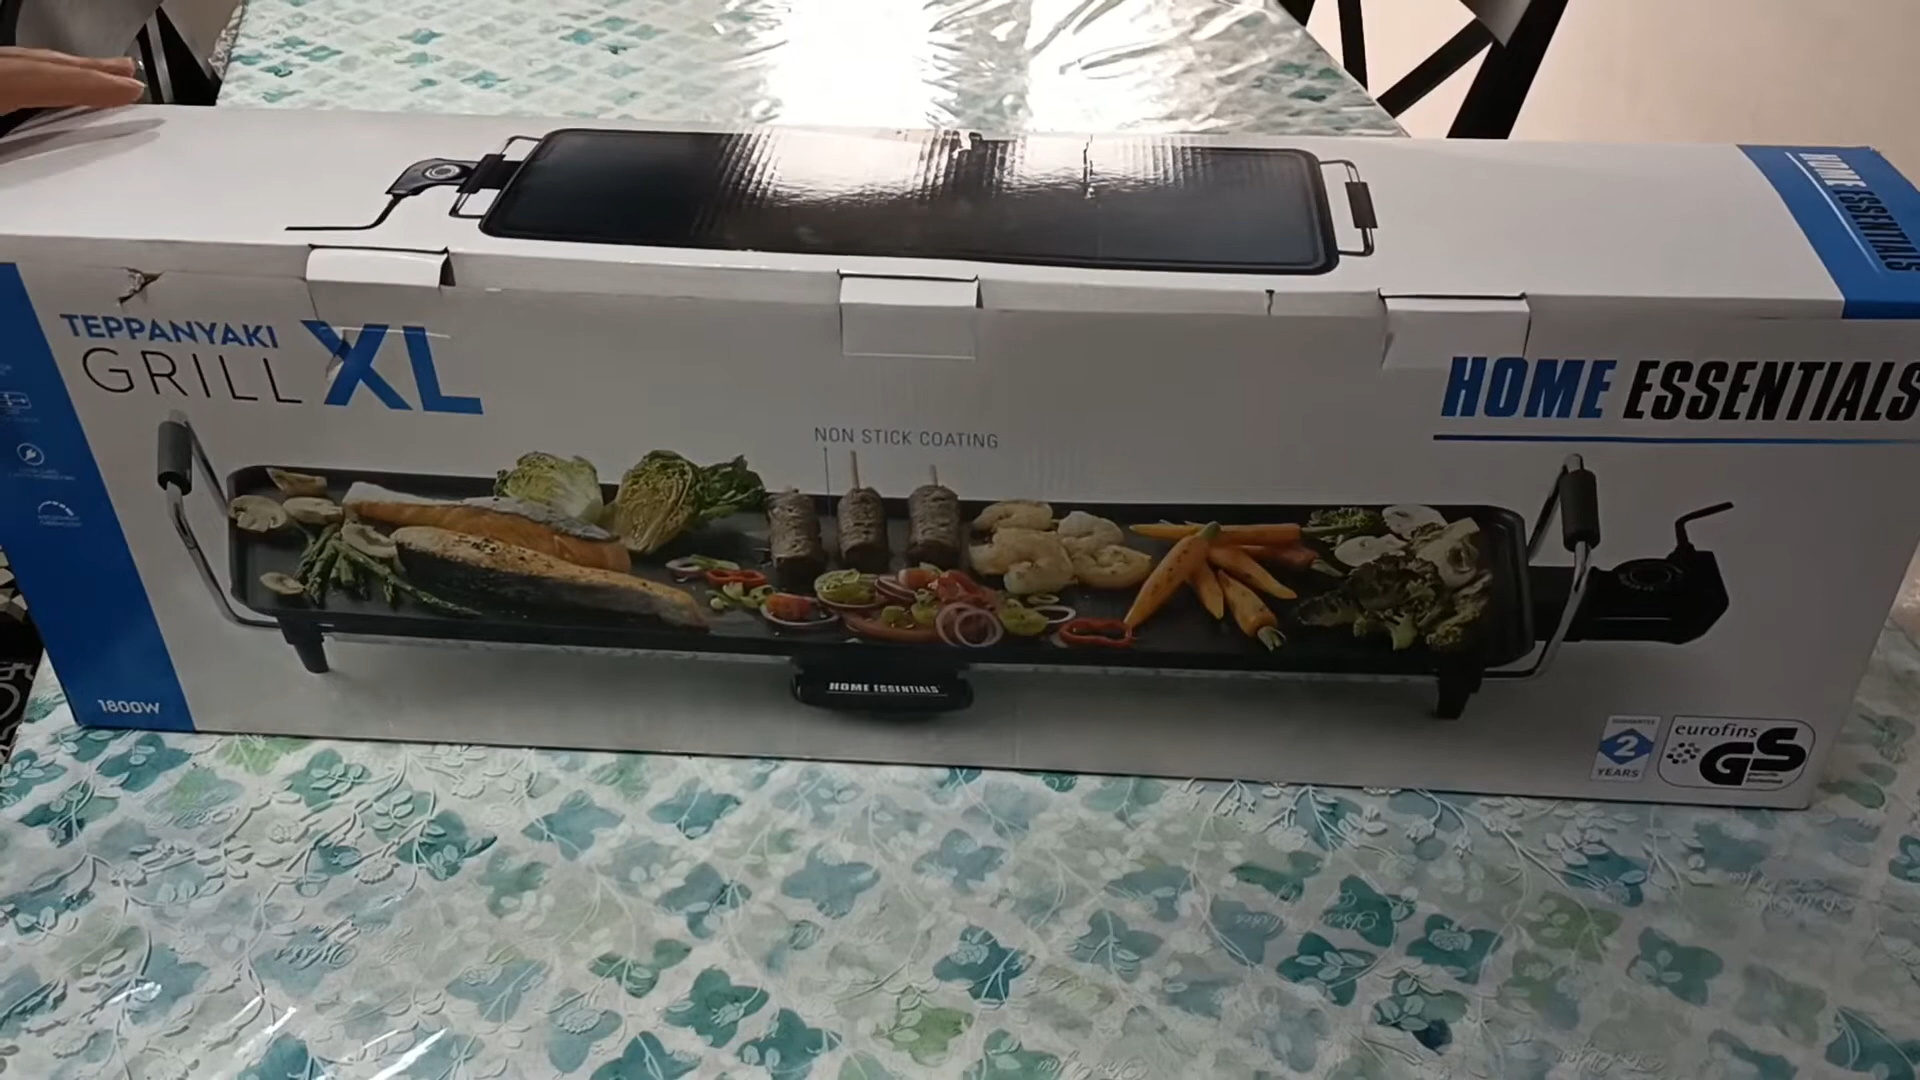 HOME ESSENTIALS
TEPPANYAKI
GRILL XL
HOME ESSENTIALS
NON STICK COATING
HOME ESSENTIALS
1800W
2
YEARS
eurofins
GS